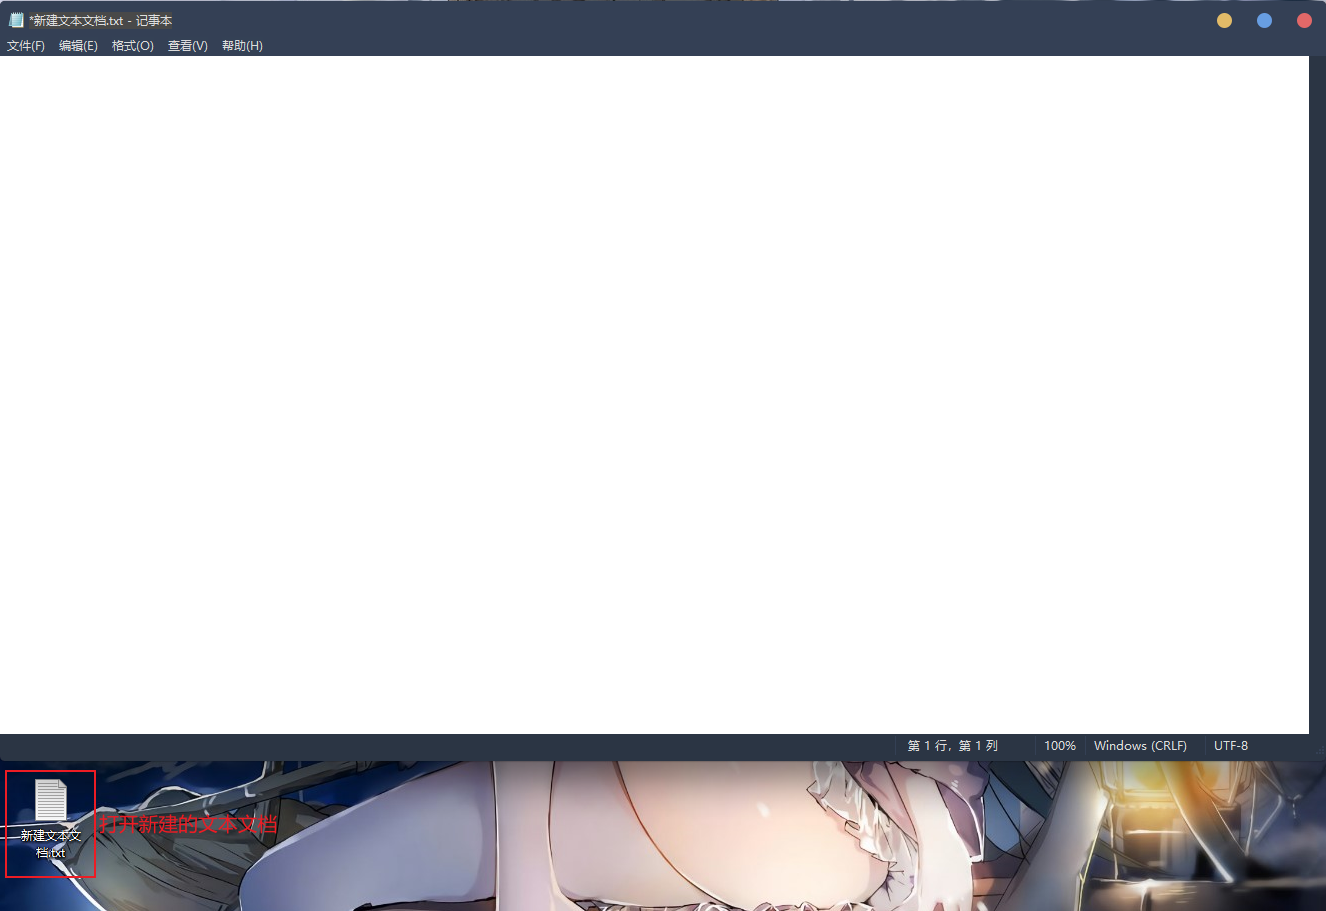 *新建文本文档.txt - 记事本
文件(F) 编辑(E) 格式(O) 查看(V) 帮助(H)
第 1 行，第 1 列 100% Windows (CRLF) UTF-8
打开新建的文本文档
新建文本文
档.txt